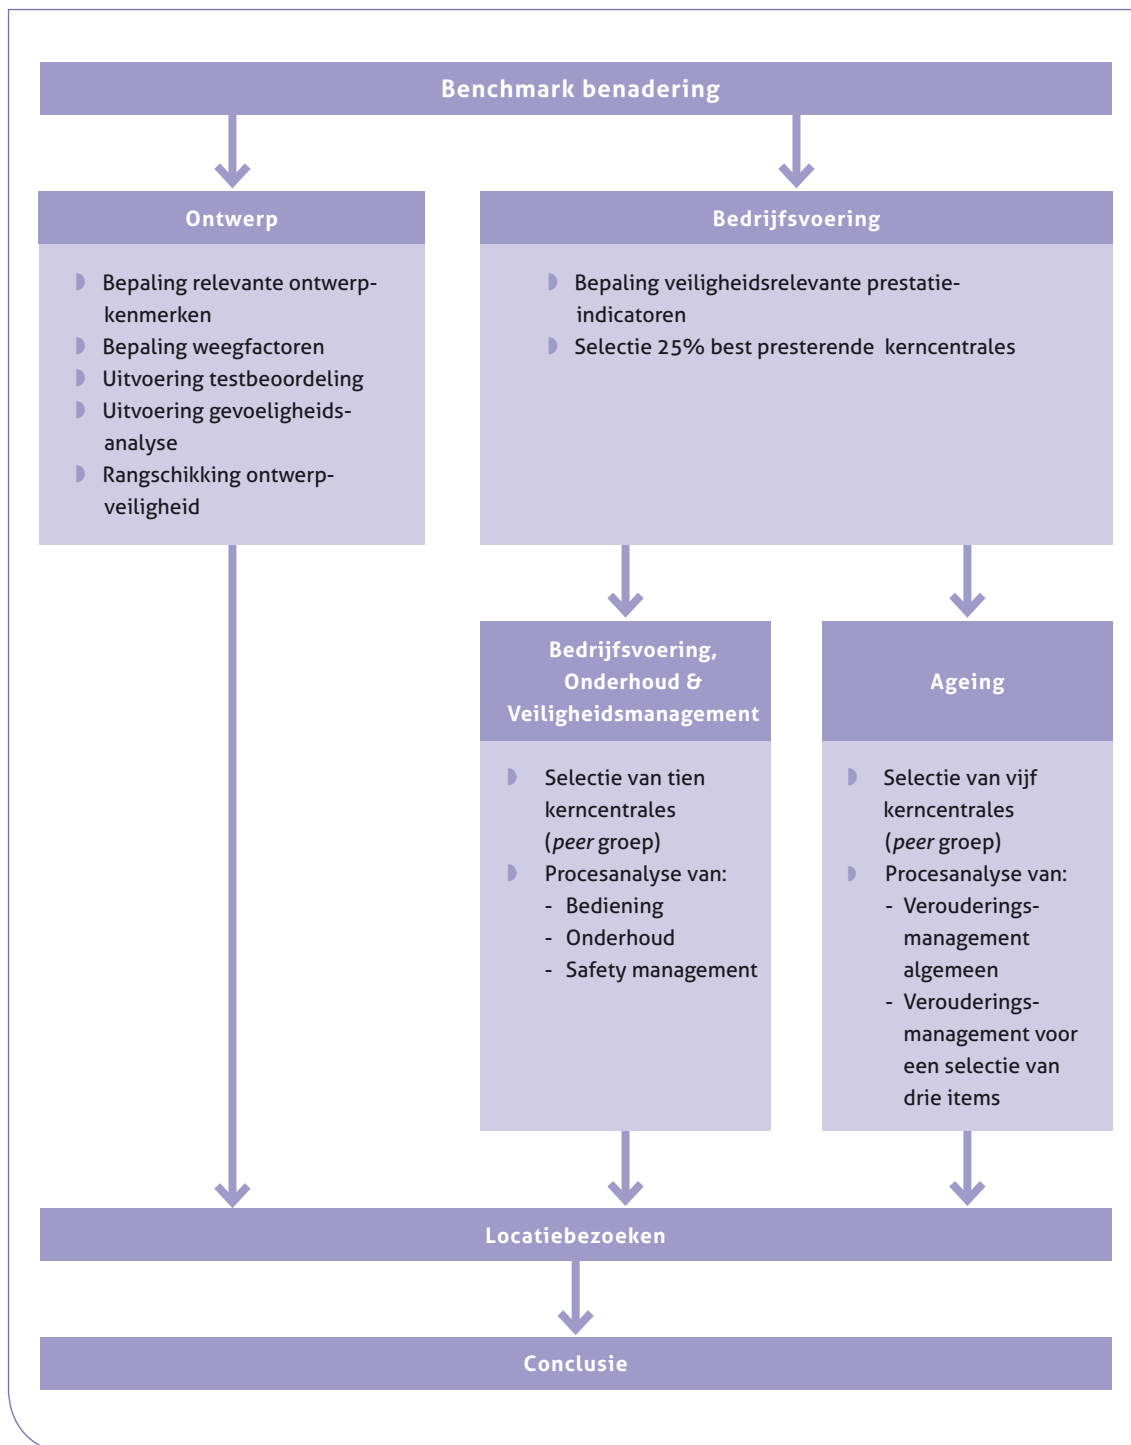 Benchmark benadering
Ontwerp
Bepaling relevante ontwerp-
kenmerken
Bepaling weegfactoren
Uitvoering testbeoordeling
Uitvoering gevoeligheids-
analyse
Rangschikking ontwerp-
veiligheid
Bedrijfsvoering
Bepaling veiligheidsrelevante prestatie-
indicatoren
Selectie 25% best presterende kerncentrales
Bedrijfsvoering,
Onderhoud &
Veiligheidsmanagement
Selectie van tien
kerncentrales
(peer groep)
Procesanalyse van:
- Bediening
- Onderhoud
- Safety management
Ageing
Selectie van vijf
kerncentrales
(peer groep)
Procesanalyse van:
- Verouderings-
management
algemeen
- Verouderings-
management voor
een selectie van
drie items
Locatiebezoeken
Conclusie